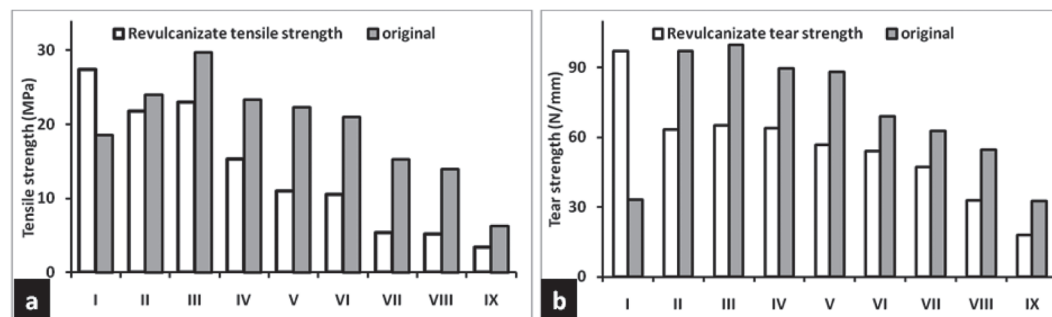 Revulcanizate tensile strength original
Tensile strength (MPa)
30
20
10
0
I II III IV V VI VII VIII IX
a
Revulcanizate tear strength original
Tear strength (N/mm)
90
60
30
0
I II III IV V VI VII VIII IX
b